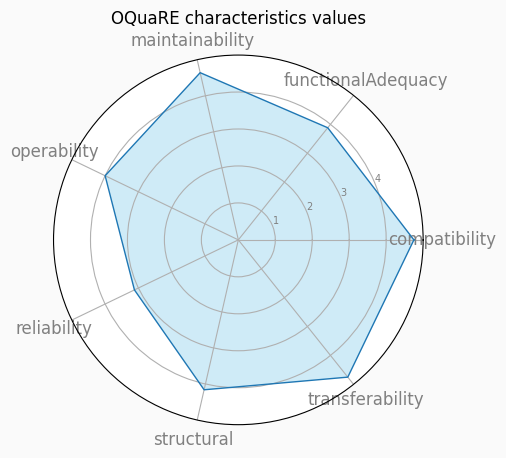 OQuaRE characteristics values
maintainability
functionalAdequacy
operability
4
3
2
1
compatibility
reliability
transferability
structural